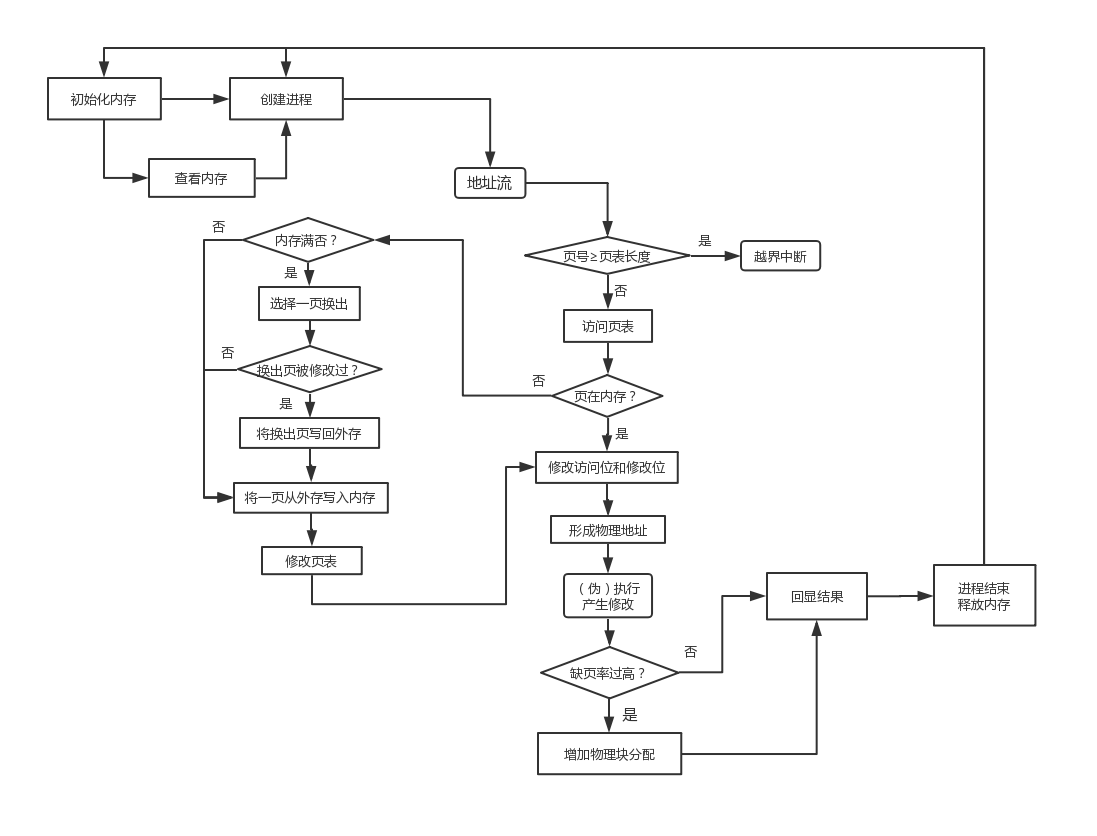 初始化内存
创建进程
查看内存
地址流
否
内存满否？
是
页号≥页表长度
越界中断
是
选择一页换出
否
访问页表
否
换出页被修改过？
否
页在内存？
是
将换出页写回外存
是
修改访问位和修改位
将一页从外存写入内存
形成物理地址
修改页表
（伪）执行
产生修改
回显结果
进程结束
释放内存
否
缺页率过高？
是
增加物理块分配